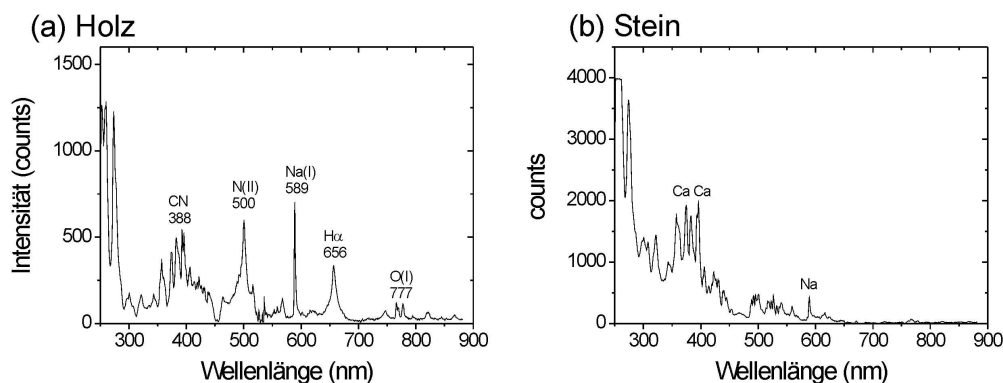 (a) Holz
Intensität (counts)
1500
1000
500
0
CN
388
N(II)
500
Na(I)
589
Hα
656
O(I)
777
300 400 500 600 700 800 900
Wellenlänge (nm)
(b) Stein
counts
4000
3000
2000
1000
0
Ca Ca
Na
300 400 500 600 700 800 900
Wellenlänge (nm)